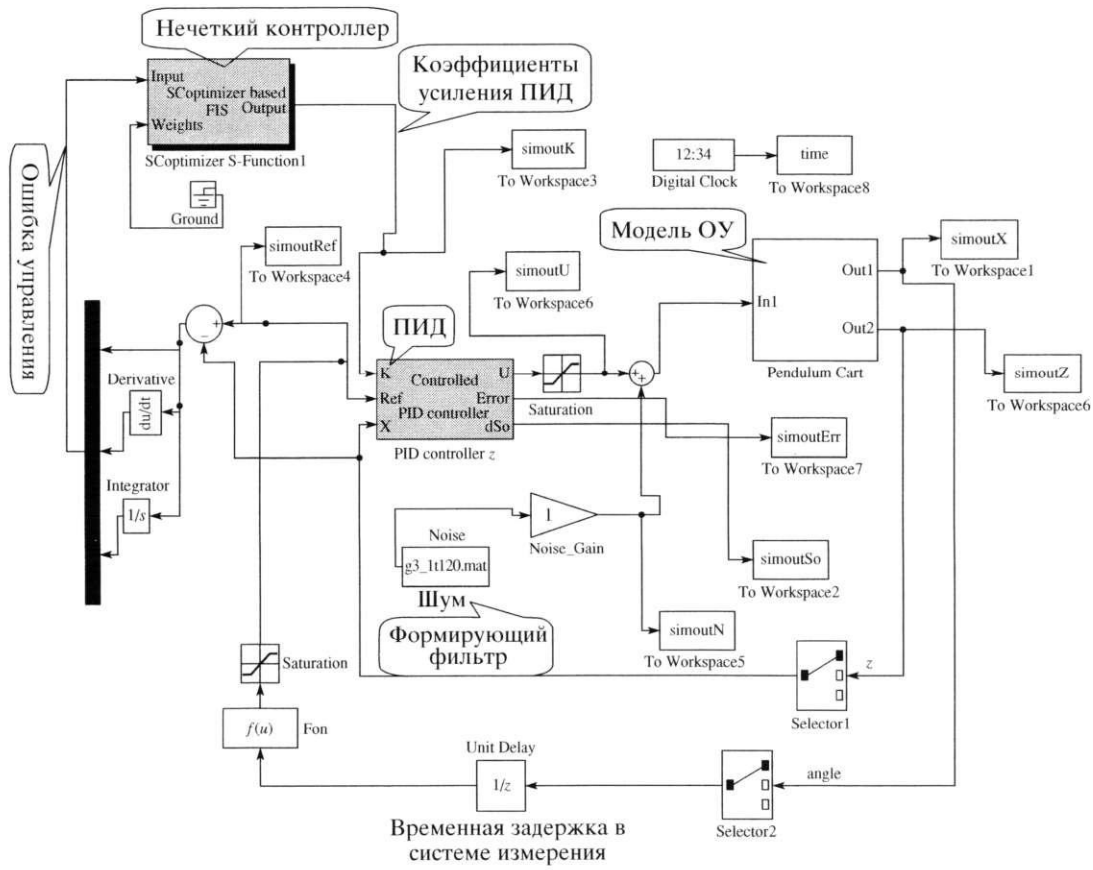 Нечеткий контроллер
Input
SCoptimizer based
FIS
Output
Weights
SCoptimizer S-Function1
Ground
Коэффициенты
усиления ПИД
Ошибка управления
simoutK
To Workspace3
12:34
Digital Clock
time
To Workspace8
simoutRef
To Workspace4
simoutU
To Workspace6
Модель ОУ
In1
Out1
Out2
Pendulum Cart
simoutX
To Workspace1
simoutZ
To Workspace6
+
−
ПИД
K
Ref
X
Controlled
PID controller
U
Error
dSo
PID controller z
Saturation
+
+
Derivative
du/dt
Integrator
1/s
simoutErr
To Workspace7
Noise
g3_1t120.mat
Шум
Формирующий
фильтр
1
Noise_Gain
simoutSo
To Workspace2
simoutN
To Workspace5
Saturation
f(u)
Fon
z
Selector1
Unit Delay
1/z
angle
Selector2
Временная задержка в
системе измерения